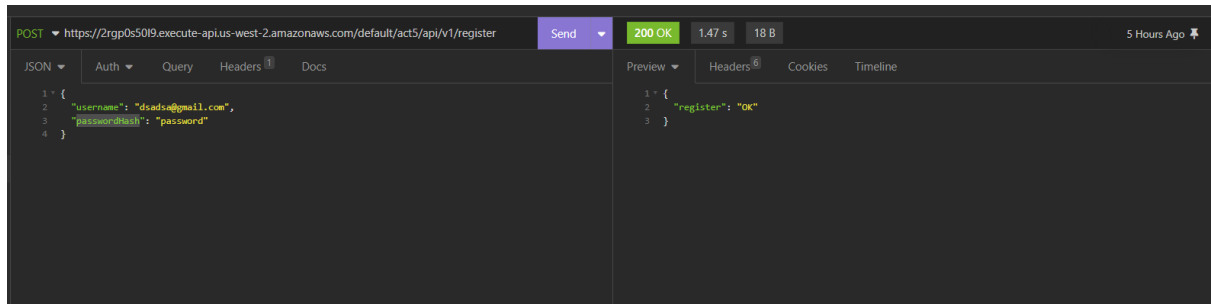 POST https://2rgp0s50l9.execute-api.us-west-2.amazonaws.com/default/act5/api/v1/register Send 200 OK 1.47 s 18 B 5 Hours Ago
JSON Auth Query Headers 1 Docs Preview Headers 6 Cookies Timeline
1 {
2 "username": "dsadsa@gmail.com",
3 "passwordHash": "password"
4 }
1 {
2 "register": "OK"
3 }